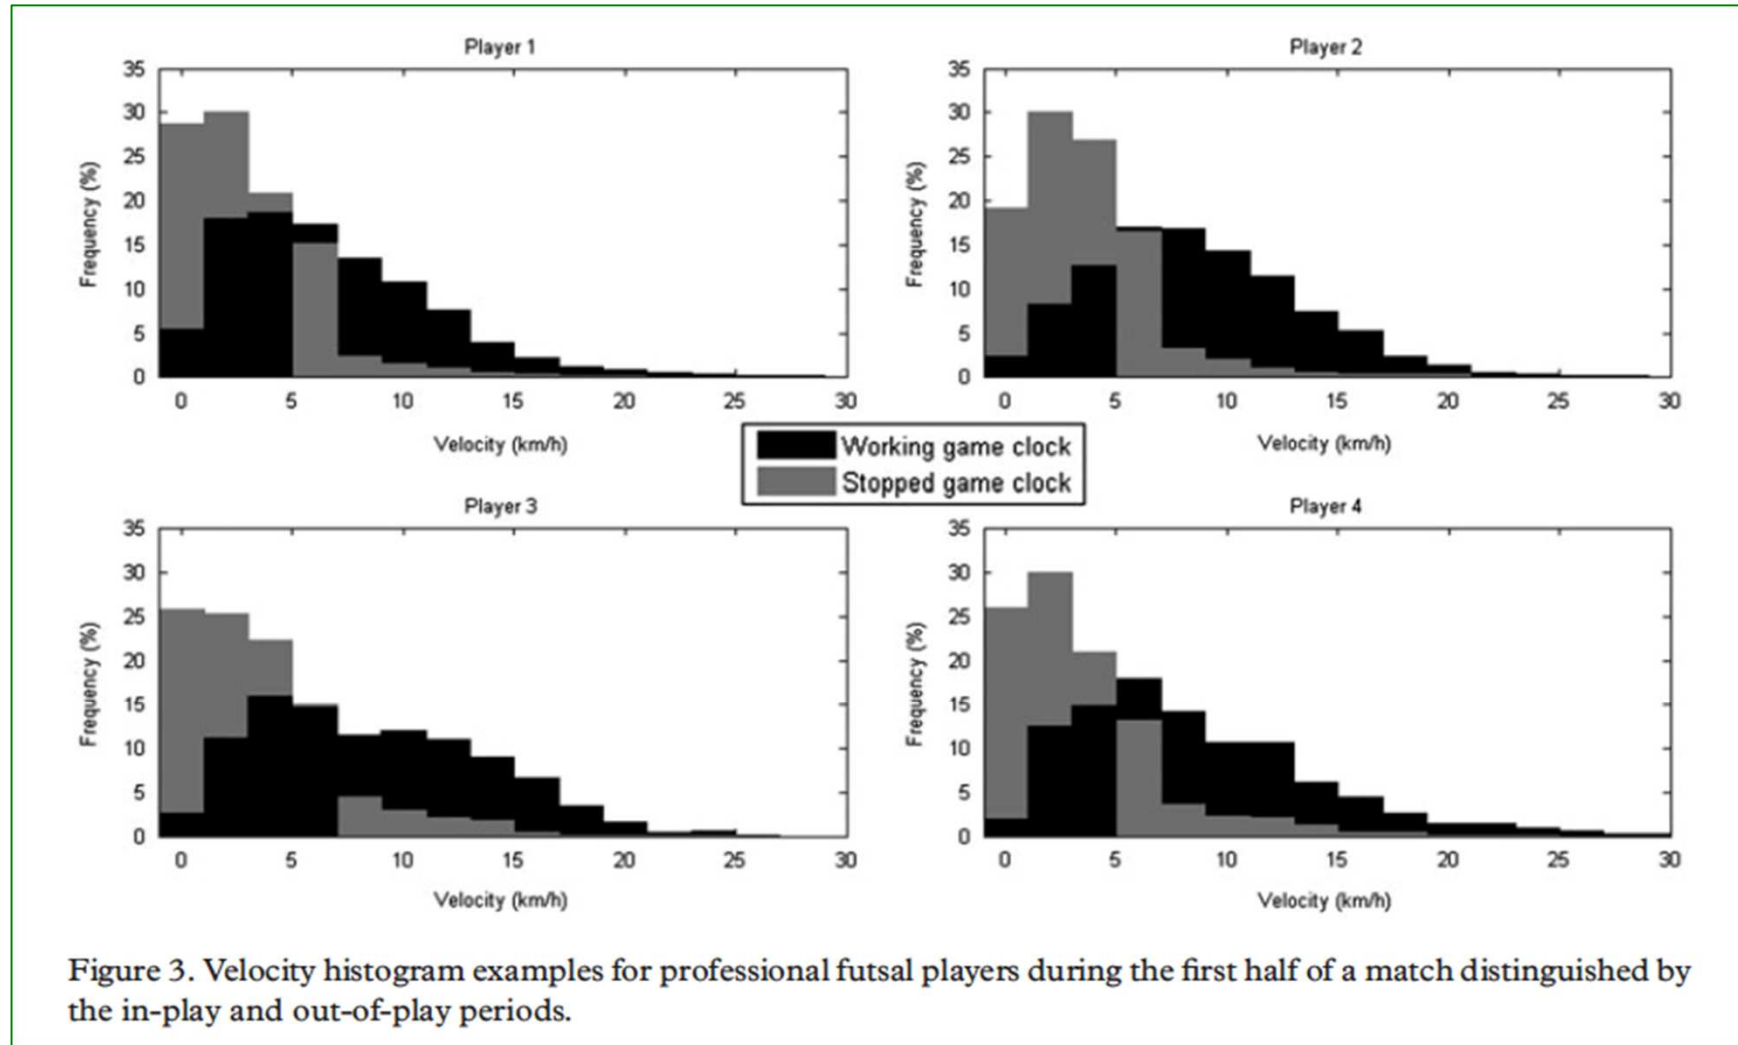 Player 1
35
30
25
20
15
10
5
0
Frequency (%)
0 5 10 15 20 25 30
Velocity (km/h)
Player 2
35
30
25
20
15
10
5
0
Frequency (%)
0 5 10 15 20 25 30
Velocity (km/h)
Working game clock
Stopped game clock
Player 3
35
30
25
20
15
10
5
0
Frequency (%)
0 5 10 15 20 25 30
Velocity (km/h)
Player 4
35
30
25
20
15
10
5
0
Frequency (%)
0 5 10 15 20 25 30
Velocity (km/h)
Figure 3. Velocity histogram examples for professional futsal players during the first half of a match distinguished by
the in-play and out-of-play periods.